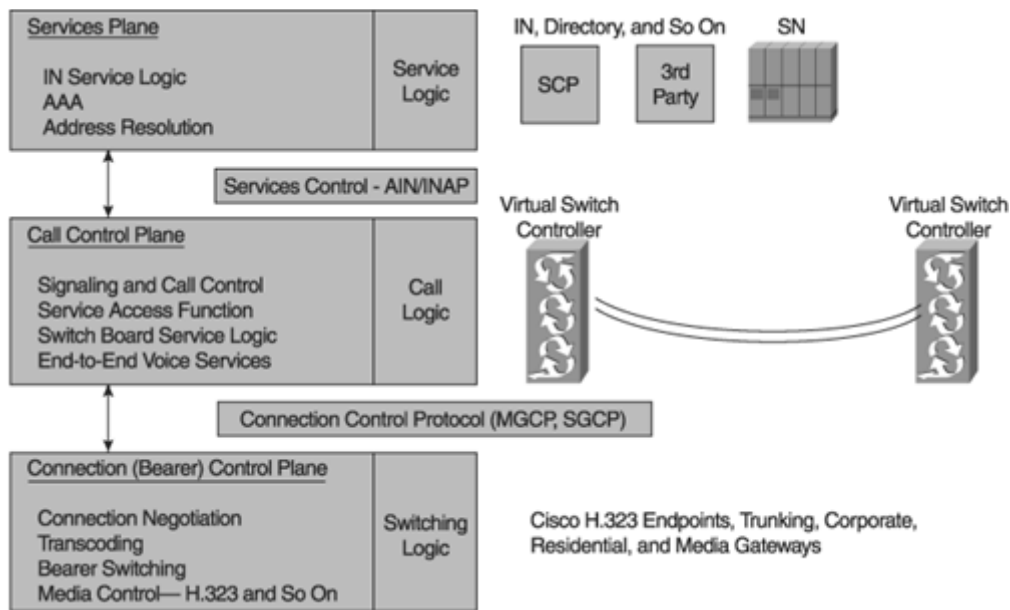 Services Plane
IN Service Logic
AAA
Address Resolution
Service
Logic
IN, Directory, and So On
SN
SCP
3rd
Party
Services Control - AIN/INAP
Call Control Plane
Signaling and Call Control
Service Access Function
Switch Board Service Logic
End-to-End Voice Services
Call
Logic
Virtual Switch
Controller
Virtual Switch
Controller
Connection Control Protocol (MGCP, SGCP)
Connection (Bearer) Control Plane
Connection Negotiation
Transcoding
Bearer Switching
Media Control— H.323 and So On
Switching
Logic
Cisco H.323 Endpoints, Trunking, Corporate,
Residential, and Media Gateways